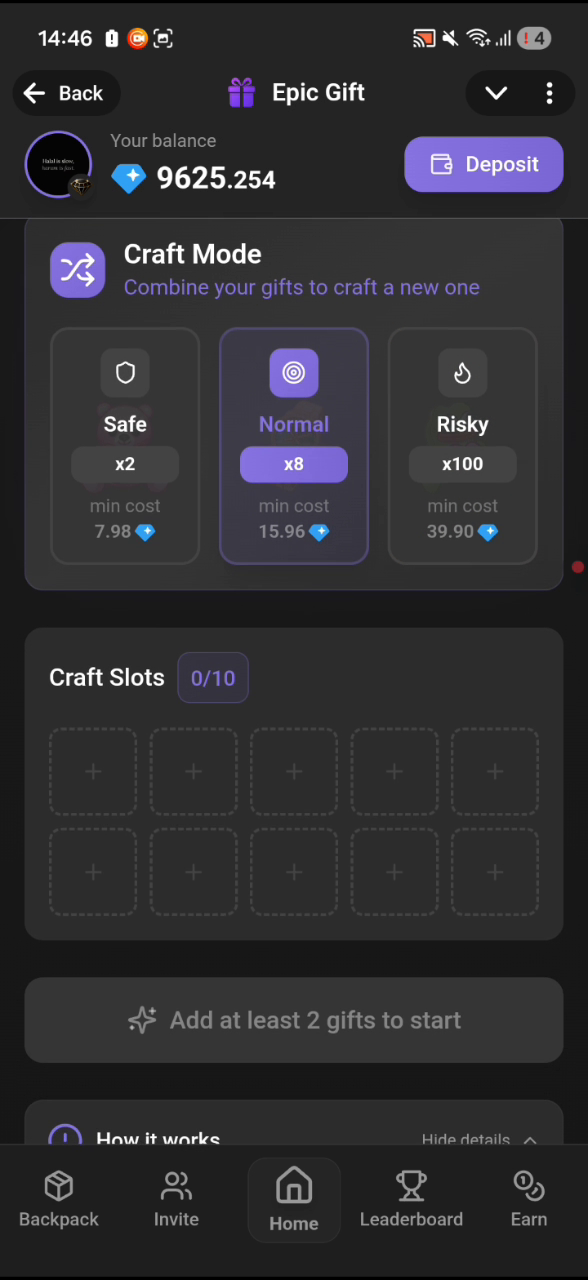 14:46
4
Back
Epic Gift
Your balance
9625.254
Deposit
Craft Mode
Combine your gifts to craft a new one
Safe
Normal
Risky
x2
x8
x100
min cost
min cost
min cost
7.98
15.96
39.90
Craft Slots
0/10
Add at least 2 gifts to start
How it works
Hide details
Backpack
Invite
Home
Leaderboard
Earn